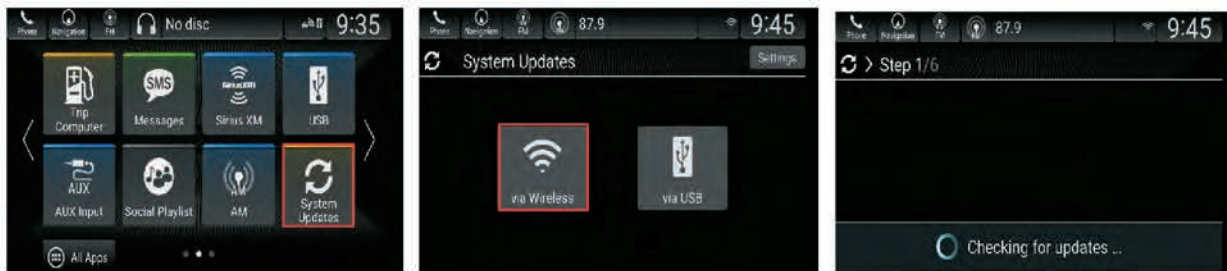 Phone Navigation FM No disc 9:35
Trip Computer
Messages
SiriusXM
Sirius XM
USB
AUX
AUX Input
Social Playlist
AM
AM
System Updates
All Apps
SMS
Phone Navigation FM 87.9 9:45
System Updates Settings
via Wireless via USB
Phone Navigation FM 87.9 9:45
> Step 1/6
Checking for updates ...